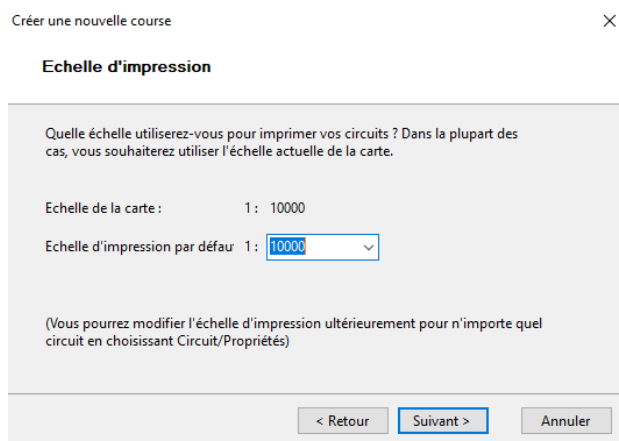 Créer une nouvelle course
Echelle d'impression
Quelle échelle utiliserez-vous pour imprimer vos circuits ? Dans la plupart des
cas, vous souhaiterez utiliser l'échelle actuelle de la carte.
Echelle de la carte : 1 : 10000
Echelle d'impression par défau 1 : 10000
(Vous pourrez modifier l'échelle d'impression ultérieurement pour n'importe quel
circuit en choisissant Circuit/Propriétés)
< Retour Suivant > Annuler